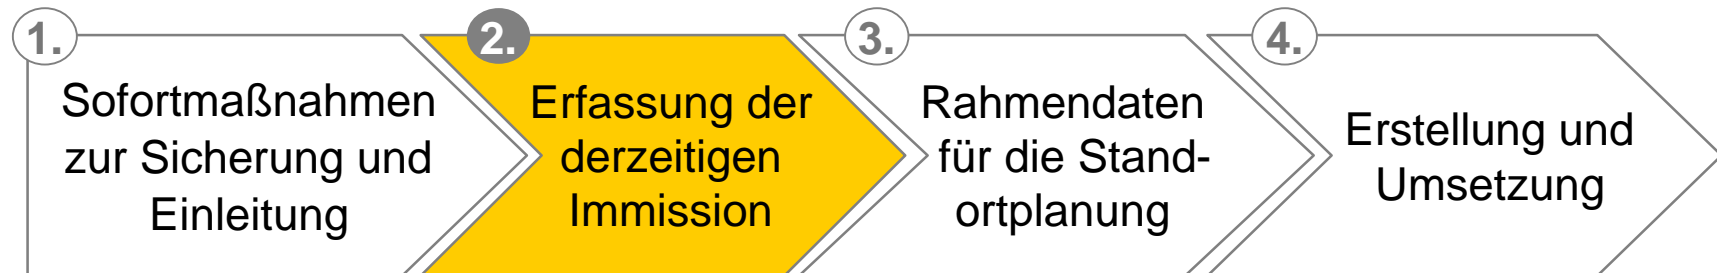 1.
Sofortmaßnahmen
zur Sicherung und
Einleitung
2.
Erfassung der
derzeitigen
Immission
3.
Rahmendaten
für die Stand-
ortplanung
4.
Erstellung und
Umsetzung